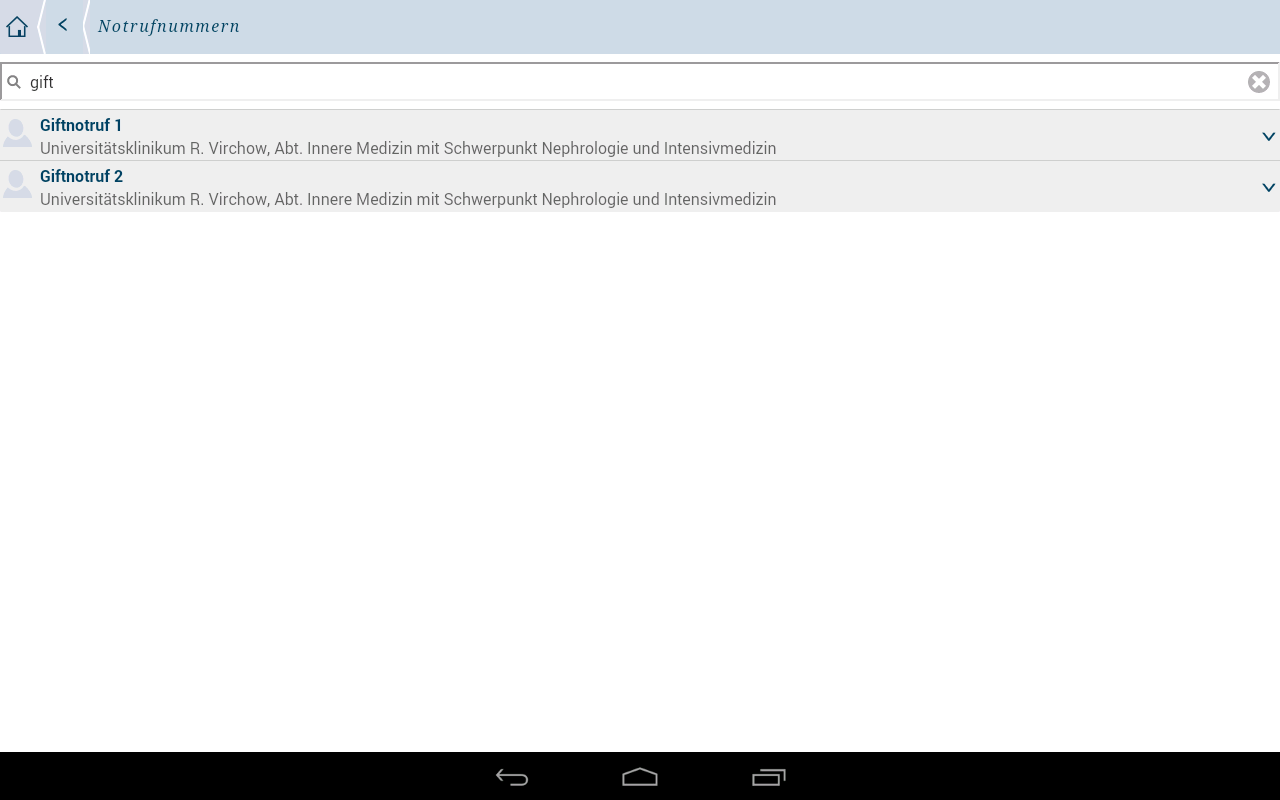 Notrufnummern
gift
Giftnotruf 1
Universitätsklinikum R. Virchow, Abt. Innere Medizin mit Schwerpunkt Nephrologie und Intensivmedizin
Giftnotruf 2
Universitätsklinikum R. Virchow, Abt. Innere Medizin mit Schwerpunkt Nephrologie und Intensivmedizin